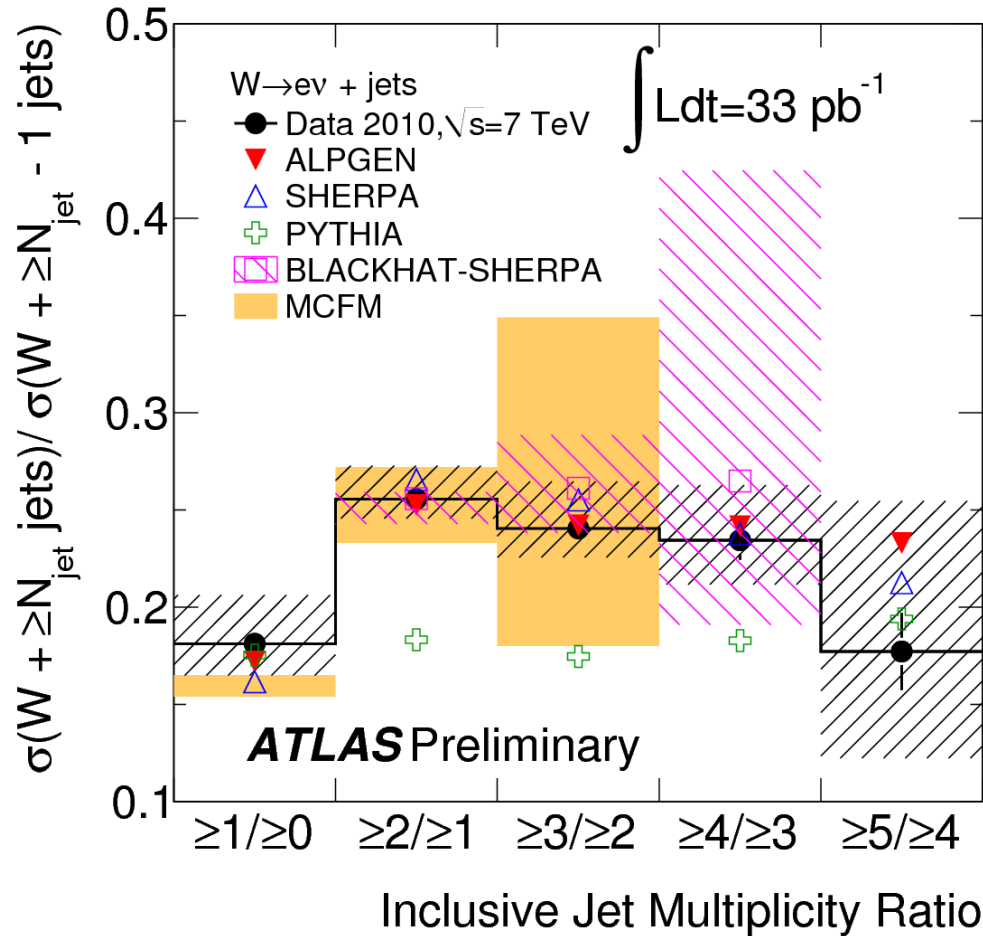 σ(W + ≥N_jet jets)/ σ(W + ≥N_jet - 1 jets)
0.5
0.4
0.3
0.2
0.1
W→eν + jets
Data 2010,√s=7 TeV
ALPGEN
SHERPA
PYTHIA
BLACKHAT-SHERPA
MCFM
∫Ldt=33 pb⁻¹
ATLAS Preliminary
≥1/≥0 ≥2/≥1 ≥3/≥2 ≥4/≥3 ≥5/≥4
Inclusive Jet Multiplicity Ratio